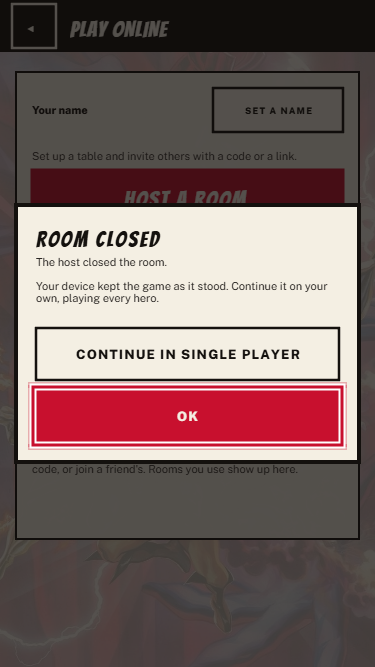 PLAY ONLINE
Your name
SET A NAME
Set up a table and invite others with a code or a link.
HOST A ROOM
ROOM CLOSED
The host closed the room.
Your device kept the game as it stood. Continue it on your
own, playing every hero.
CONTINUE IN SINGLE PLAYER
OK
code, or join a friend's. Rooms you use show up here.